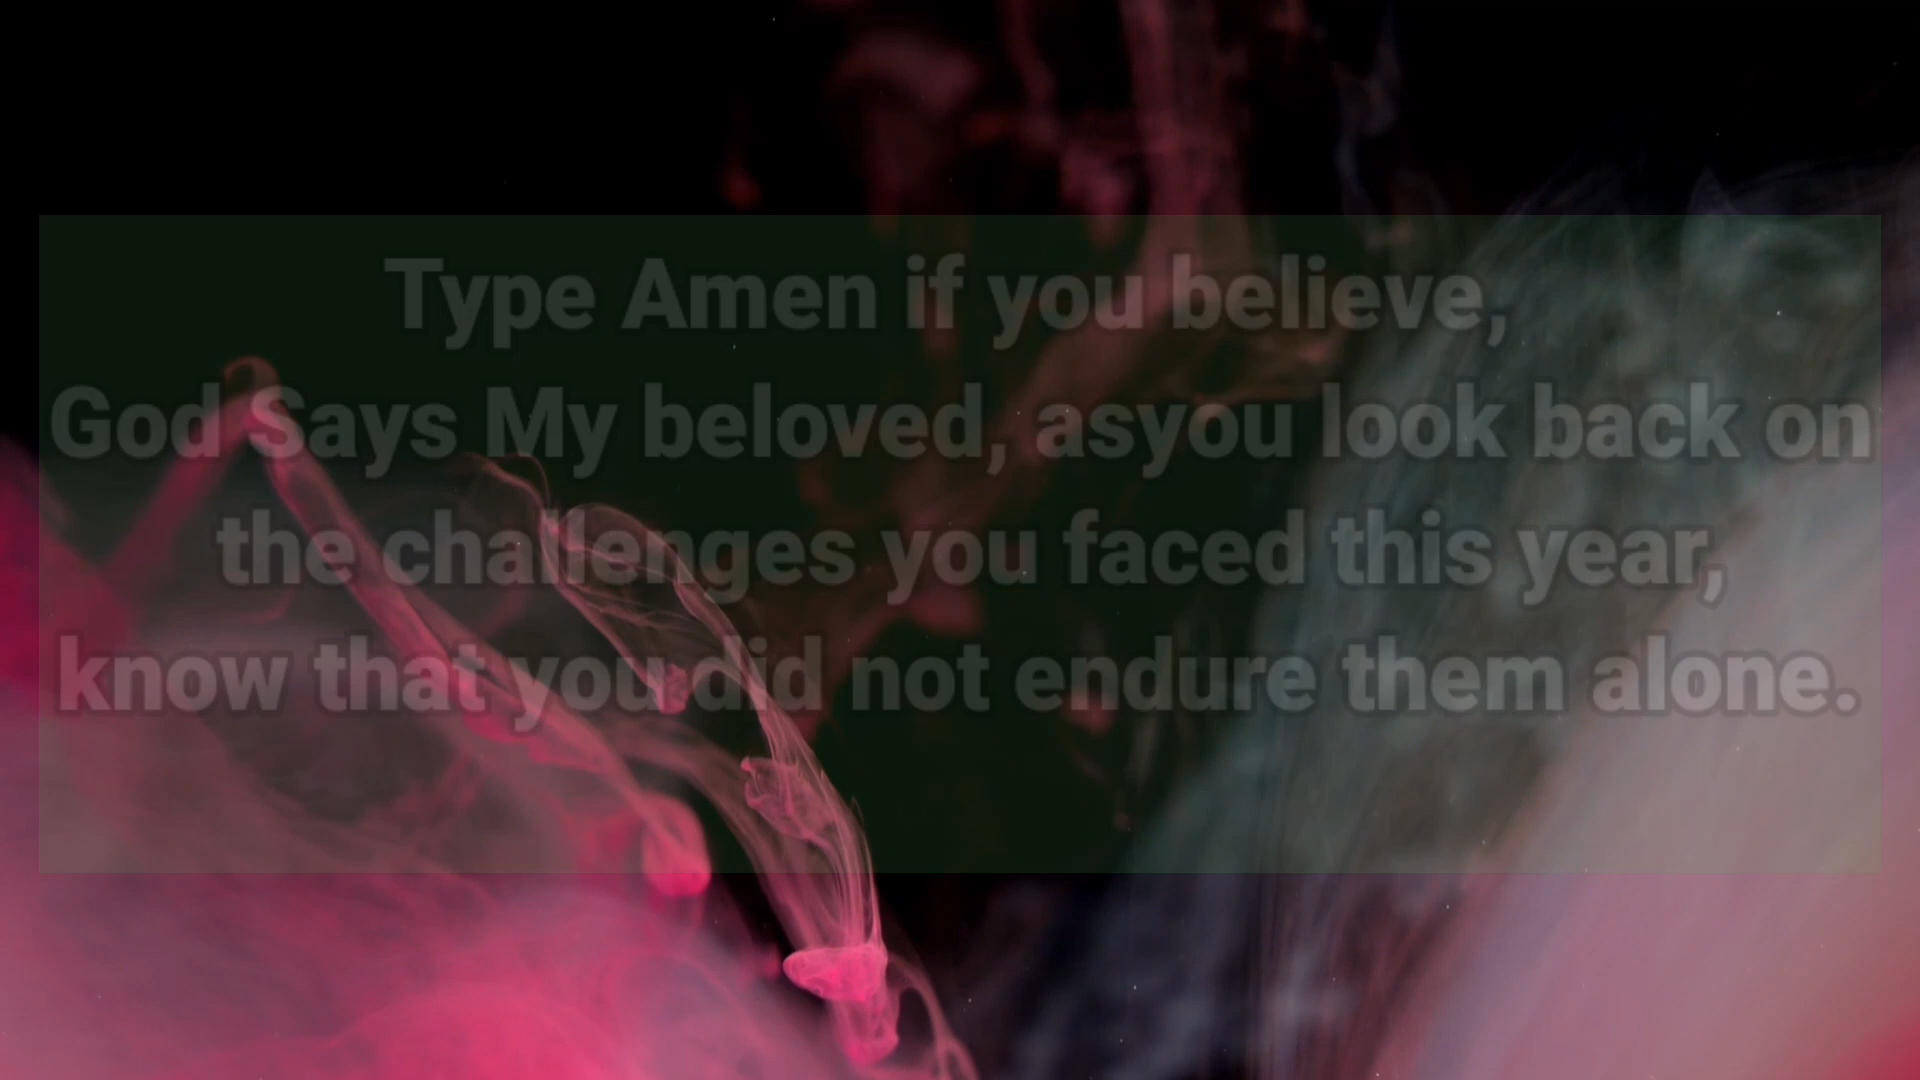 Type Amen if you believe,
God Says My beloved, asyou look back on
the challenges you faced this year,
know that you did not endure them alone.